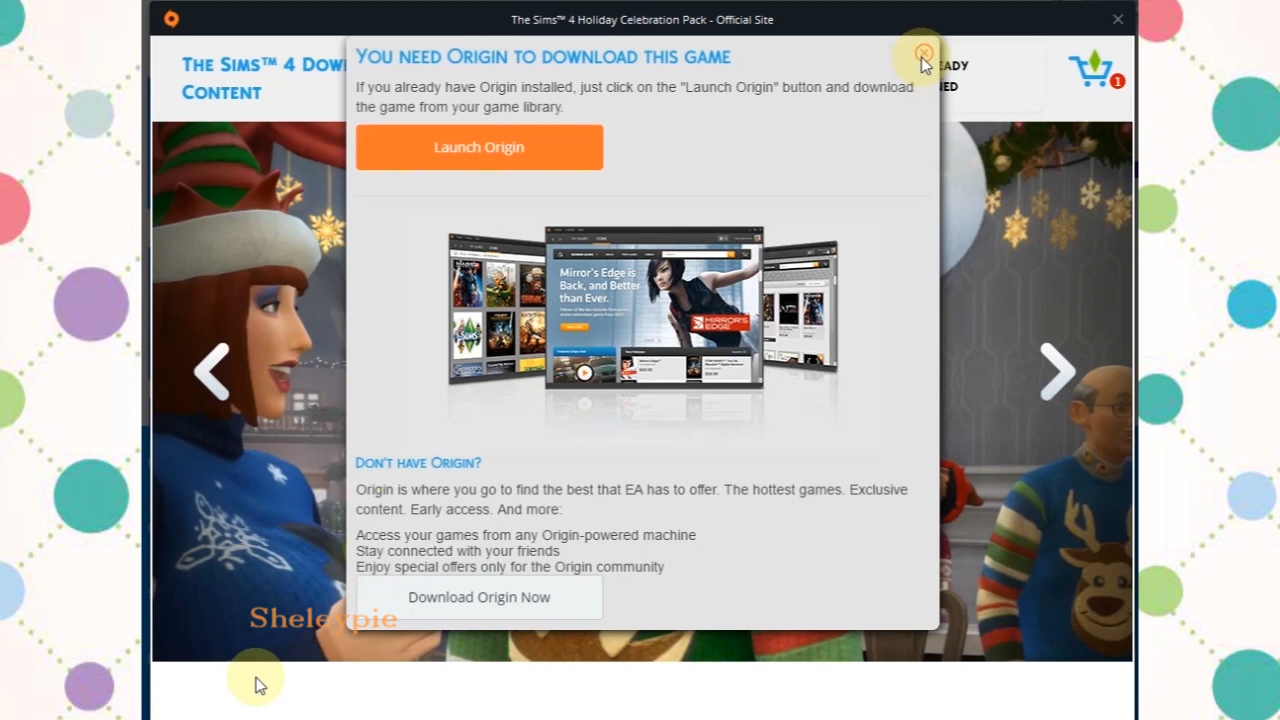 The Sims™ 4 Holiday Celebration Pack - Official Site
The Sims™ 4 Down
Content
1
You need Origin to download this game
If you already have Origin installed, just click on the "Launch Origin" button and download
the game from your game library.
Launch Origin
Mirror's Edge is
Back, and Better
than Ever.
MIRROR'S
EDGE
Don't have Origin?
Origin is where you go to find the best that EA has to offer. The hottest games. Exclusive
content. Early access. And more:
Access your games from any Origin-powered machine
Stay connected with your friends
Enjoy special offers only for the Origin community
Download Origin Now
Sheleypie